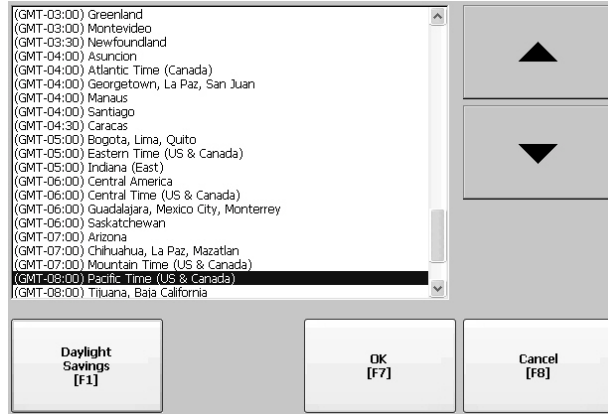 (GMT-03:00) Greenland
(GMT-03:00) Montevideo
(GMT-03:30) Newfoundland
(GMT-04:00) Asuncion
(GMT-04:00) Atlantic Time (Canada)
(GMT-04:00) Georgetown, La Paz, San Juan
(GMT-04:00) Manaus
(GMT-04:00) Santiago
(GMT-04:30) Caracas
(GMT-05:00) Bogota, Lima, Quito
(GMT-05:00) Eastern Time (US & Canada)
(GMT-05:00) Indiana (East)
(GMT-06:00) Central America
(GMT-06:00) Central Time (US & Canada)
(GMT-06:00) Guadalajara, Mexico City, Monterrey
(GMT-06:00) Saskatchewan
(GMT-07:00) Arizona
(GMT-07:00) Chihuahua, La Paz, Mazatlan
(GMT-07:00) Mountain Time (US & Canada)
(GMT-08:00) Pacific Time (US & Canada)
(GMT-08:00) Tijuana, Baja California
Daylight
Savings
[F1]
OK
[F7]
Cancel
[F8]